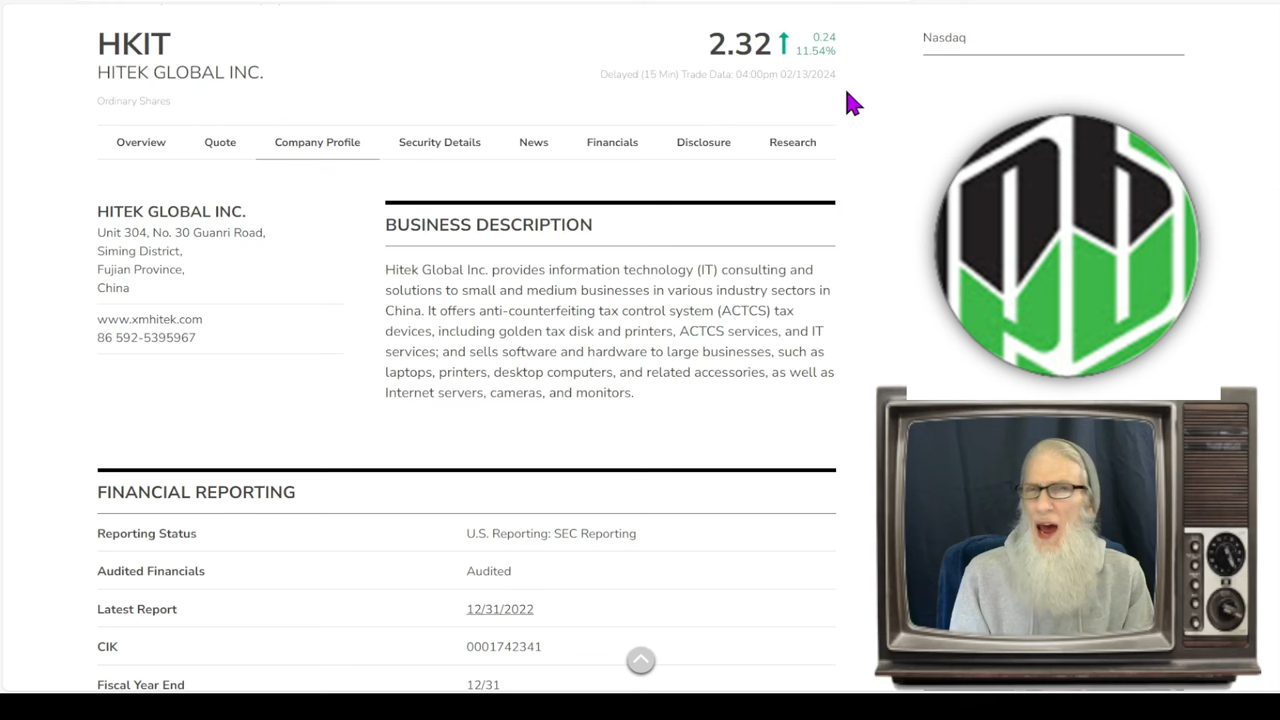 HKIT
HITEK GLOBAL INC.
Ordinary Shares
2.32
0.24
11.54%
Delayed (15 Min) Trade Data: 04:00pm 02/13/2024
Nasdaq
Overview
Quote
Company Profile
Security Details
News
Financials
Disclosure
Research
HITEK GLOBAL INC.
Unit 304, No. 30 Guanri Road,
Siming District,
Fujian Province,
China
www.xmhitek.com
86 592-5395967
BUSINESS DESCRIPTION
Hitek Global Inc. provides information technology (IT) consulting and
solutions to small and medium businesses in various industry sectors in
China. It offers anti-counterfeiting tax control system (ACTCS) tax
devices, including golden tax disk and printers, ACTCS services, and IT
services; and sells software and hardware to large businesses, such as
laptops, printers, desktop computers, and related accessories, as well as
Internet servers, cameras, and monitors.
FINANCIAL REPORTING
Reporting Status U.S. Reporting: SEC Reporting
Audited Financials Audited
Latest Report 12/31/2022
CIK 0001742341
Fiscal Year End 12/31